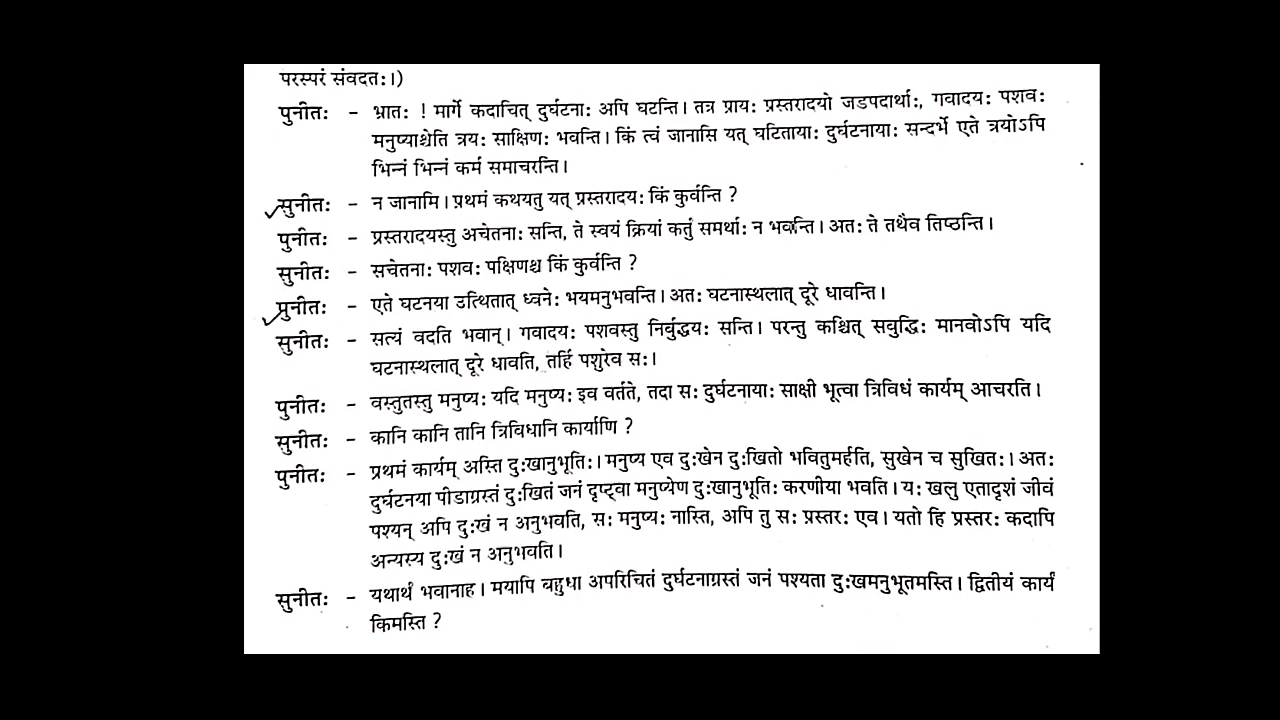 परस्परं संवदतः।)
पुनीतः – भ्रातः ! मार्गे कदाचित् दुर्घटनाः अपि घटन्ति। तत्र प्रायः प्रस्तरादयो जडपदार्थाः, गवादयः पशवः
मनुष्याश्चेति त्रयः साक्षिणः भवन्ति। किं त्वं जानासि यत् घटितायाः दुर्घटनायाः सन्दर्भे एते त्रयोऽपि
भिन्नं भिन्नं कर्म समाचरन्ति।
सुनीतः – न जानामि। प्रथमं कथयतु यत् प्रस्तरादयः किं कुर्वन्ति ?
पुनीतः – प्रस्तरादयस्तु अचेतनाः सन्ति, ते स्वयं क्रियां कर्तुं समर्थाः न भवन्ति। अतः ते तथैव तिष्ठन्ति।
सुनीतः – सचेतनाः पशवः पक्षिणश्च किं कुर्वन्ति ?
पुनीतः – एते घटनया उत्थितात् ध्वनेः भयमनुभवन्ति। अतः घटनास्थलात् दूरे धावन्ति।
सुनीतः – सत्यं वदति भवान्। गवादयः पशवस्तु निर्बुद्धयः सन्ति। परन्तु कश्चित् सबुद्धिः मानवोऽपि यदि
घटनास्थलात् दूरे धावति, तर्हि पशुरेव सः।
पुनीतः – वस्तुतस्तु मनुष्यः यदि मनुष्यः इव वर्तते, तदा सः दुर्घटनायाः साक्षी भूत्वा त्रिविधं कार्यम् आचरति।
सुनीतः – कानि कानि तानि त्रिविधानि कार्याणि ?
पुनीतः – प्रथमं कार्यम् अस्ति दुःखानुभूतिः। मनुष्य एव दुःखेन दुःखितो भवितुमर्हति, सुखेन च सुखितः। अतः
दुर्घटनया पीडाग्रस्तं दुःखितं जनं दृष्ट्वा मनुष्येण दुःखानुभूतिः करणीया भवति। यः खलु एतादृशं जीवं
पश्यन् अपि दुःखं न अनुभवति, सः मनुष्यः नास्ति, अपि तु सः प्रस्तरः एव। यतो हि प्रस्तरः कदापि
अन्यस्य दुःखं न अनुभवति।
सुनीतः – यथार्थं भवानाह। मयापि बहुधा अपरिचितं दुर्घटनाग्रस्तं जनं पश्यता दुःखमनुभूतमस्ति। द्वितीयं कार्यं
किमस्ति ?